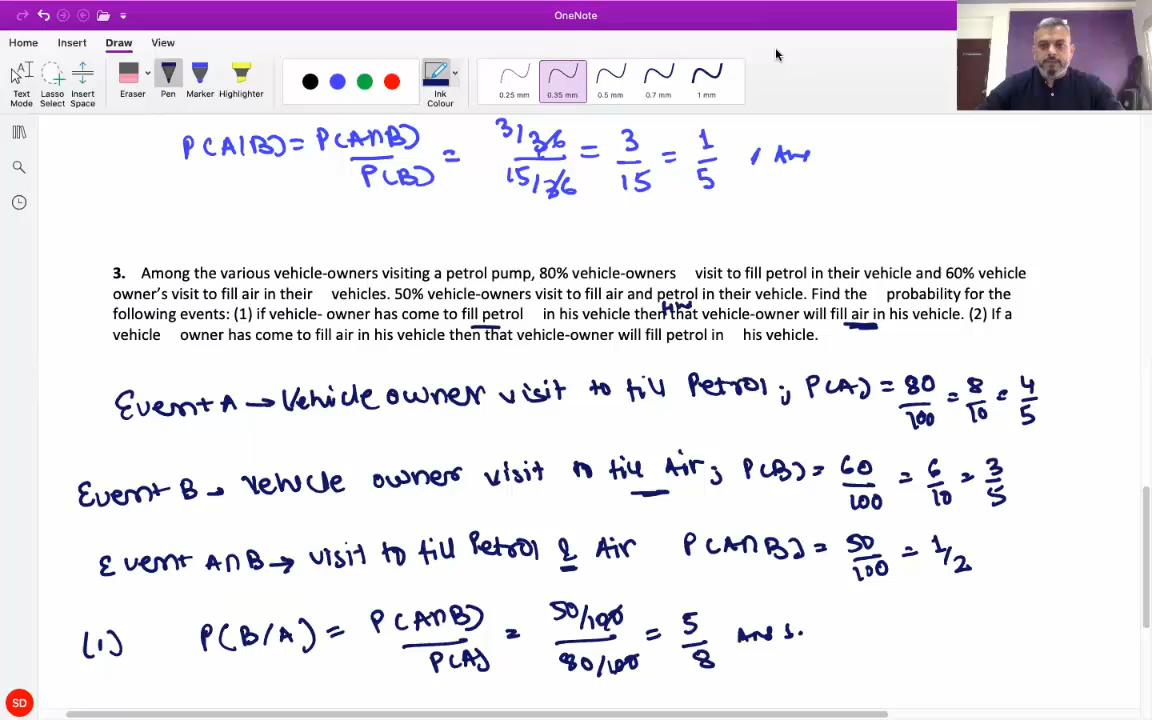 OneNote
Home Insert Draw View
Text Mode Lasso Select Insert Space Eraser Pen Marker Highlighter Ink Colour 0.25 mm 0.35 mm 0.5 mm 0.7 mm 1 mm
P(A|B) = P(A∩B) / P(B) = 3/36 / 15/36 = 3/15 = 1/5 , Ans
3. Among the various vehicle-owners visiting a petrol pump, 80% vehicle-owners visit to fill petrol in their vehicle and 60% vehicle
owner's visit to fill air in their vehicles. 50% vehicle-owners visit to fill air and petrol in their vehicle. Find the probability for the
following events: (1) if vehicle- owner has come to fill petrol in his vehicle then that vehicle-owner will fill air in his vehicle. (2) If a
vehicle owner has come to fill air in his vehicle then that vehicle-owner will fill petrol in his vehicle.
Event A → Vehicle owner visit to fill Petrol ; P(A) = 80/100 = 8/10 = 4/5
Event B → Vehicle owner visit to fill Air ; P(B) = 60/100 = 6/10 = 3/5
Event A∩B → visit to fill Petrol & Air P(A∩B) = 50/100 = 1/2
(1) P(B/A) = P(A∩B) / P(A) = 50/100 / 80/100 = 5/8 Ans.
SD